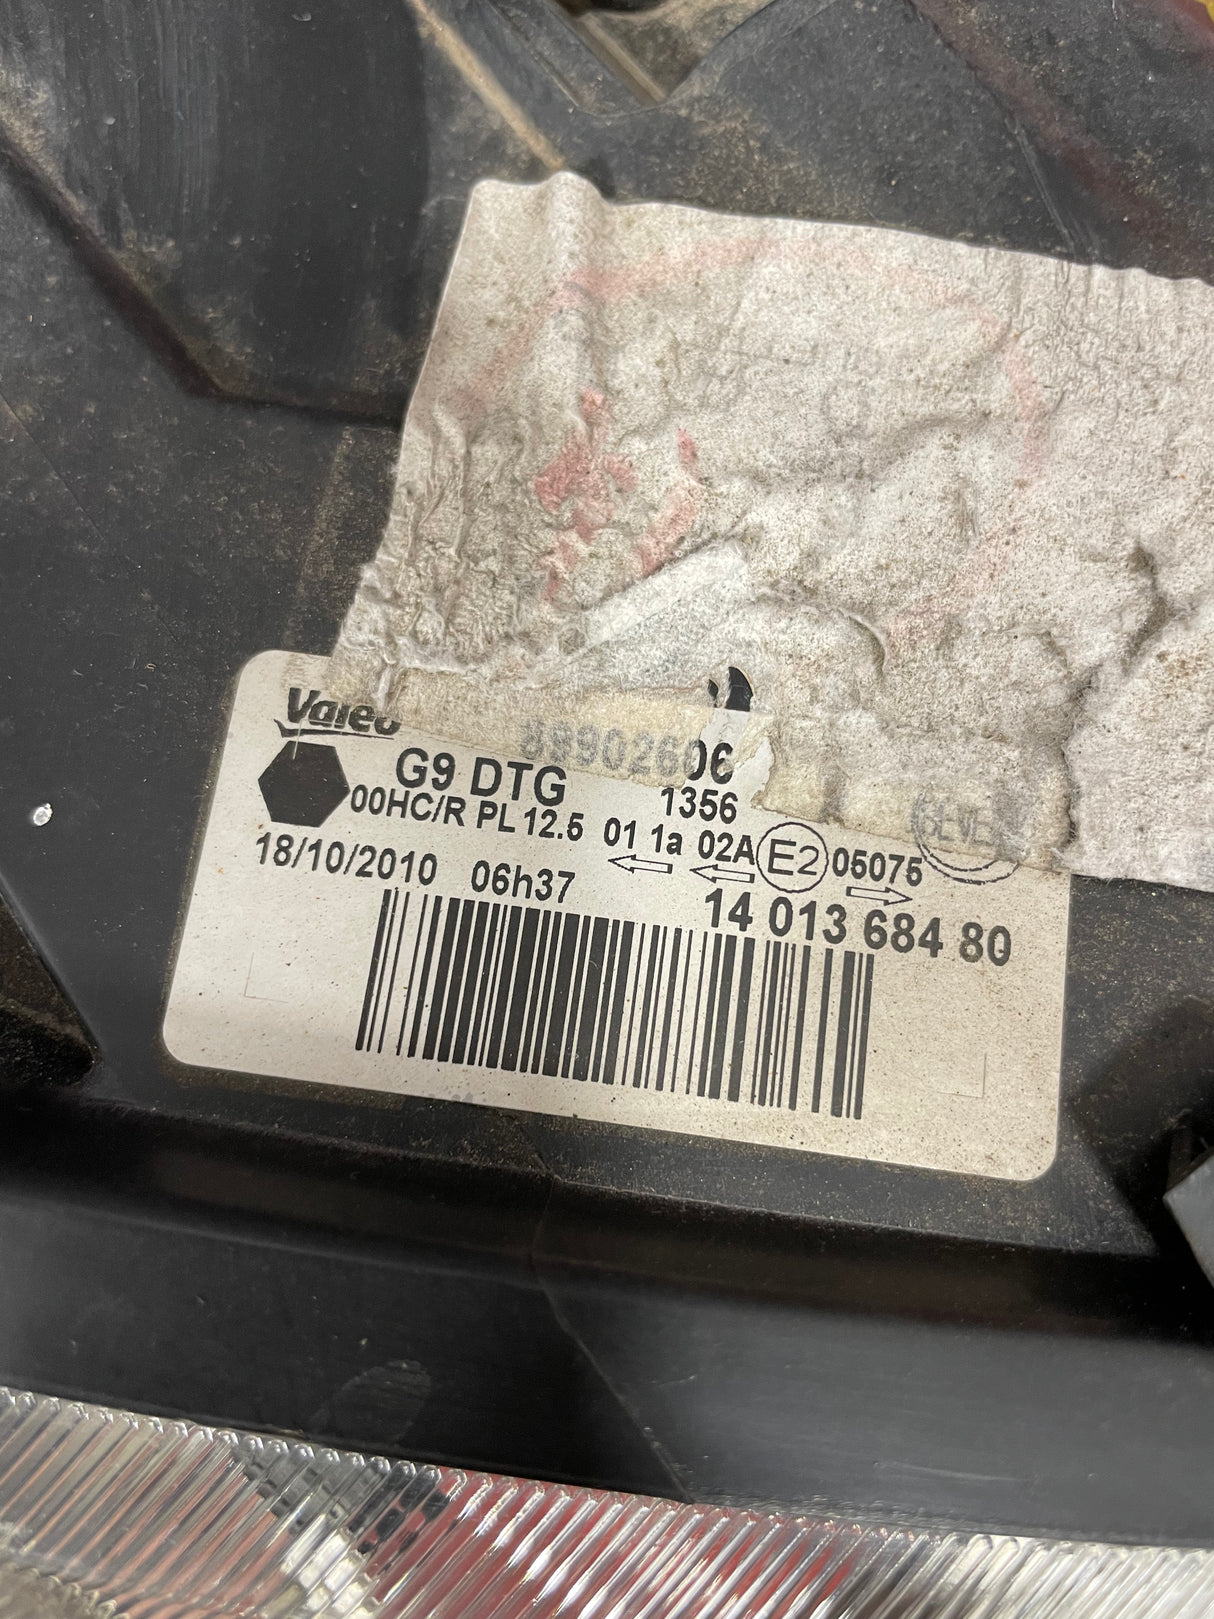 Valeo
89902606
G9 DTG
1356
00HC/R PL 12.5 01 1a 02A E2 05075
18/10/2010 06h37
14 013 684 80